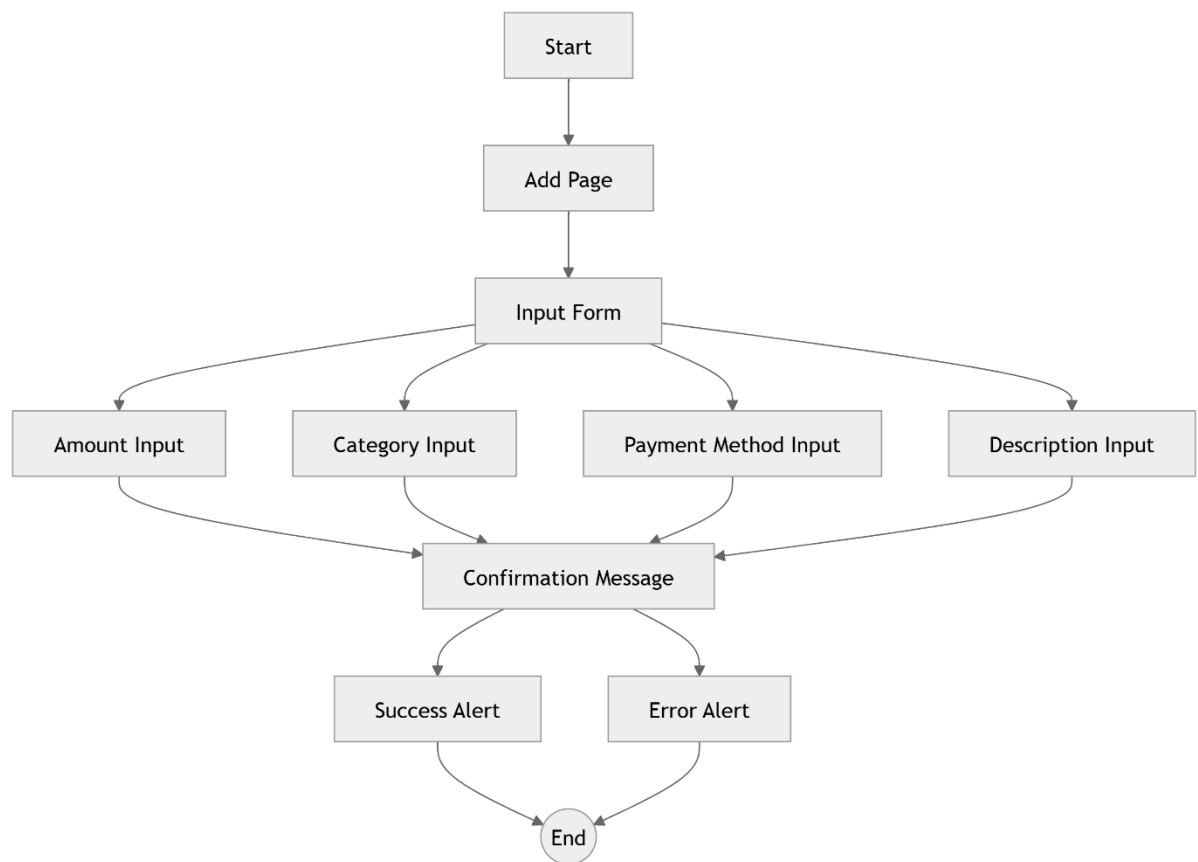 Start
Add Page
Input Form
Amount Input
Category Input
Payment Method Input
Description Input
Confirmation Message
Success Alert
Error Alert
End